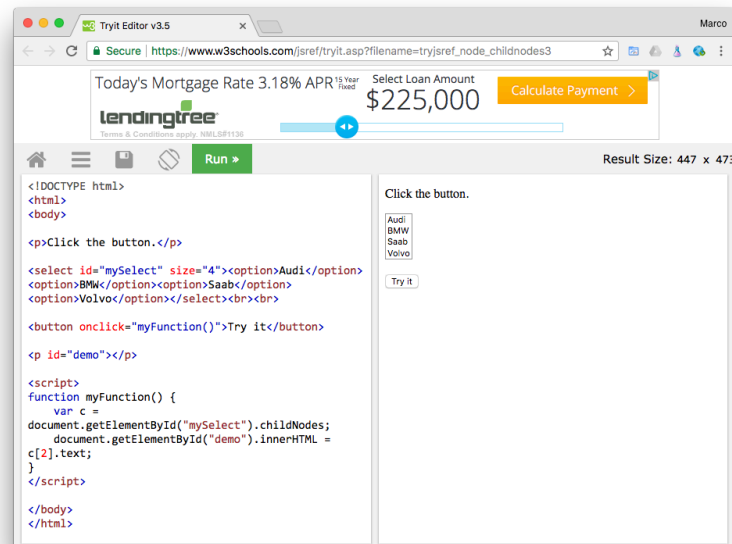 Tryit Editor v3.5
Marco
Secure | https://www.w3schools.com/jsref/tryit.asp?filename=tryjsref_node_childnodes3
Today's Mortgage Rate 3.18% APR 15 Year Fixed
Select Loan Amount
$225,000
Calculate Payment >
lendingtree
Terms & Conditions apply. NMLS#1136
Run »
Result Size: 447 x 473
<!DOCTYPE html>
<html>
<body>
<p>Click the button.</p>
<select id="mySelect" size="4"><option>Audi</option>
<option>BMW</option><option>Saab</option>
<option>Volvo</option></select><br><br>
<button onclick="myFunction()">Try it</button>
<p id="demo"></p>
<script>
function myFunction() {
    var c =
document.getElementById("mySelect").childNodes;
    document.getElementById("demo").innerHTML =
c[2].text;
}
</script>
</body>
</html>
Click the button.
Audi
BMW
Saab
Volvo
Try it